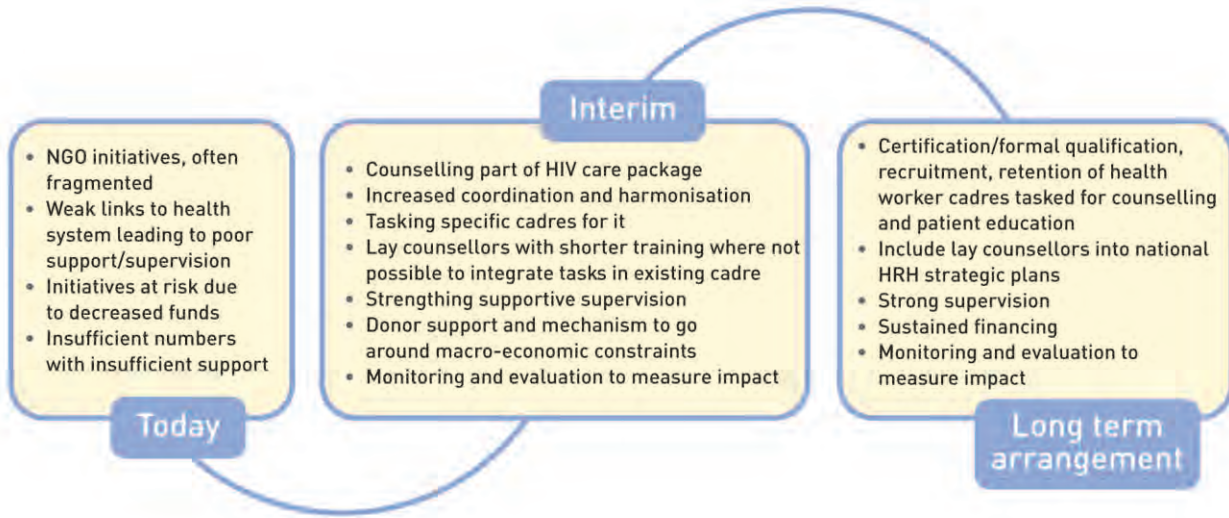 • NGO initiatives, often
fragmented
• Weak links to health
system leading to poor
support/supervision
• Initiatives at risk due
to decreased funds
• Insufficient numbers
with insufficient support
Today
Interim
• Counselling part of HIV care package
• Increased coordination and harmonisation
• Tasking specific cadres for it
• Lay counsellors with shorter training where not
possible to integrate tasks in existing cadre
• Strengthing supportive supervision
• Donor support and mechanism to go
around macro-economic constraints
• Monitoring and evaluation to measure impact
• Certification/formal qualification,
recruitment, retention of health
worker cadres tasked for counselling
and patient education
• Include lay counsellors into national
HRH strategic plans
• Strong supervision
• Sustained financing
• Monitoring and evaluation to
measure impact
Long term
arrangement